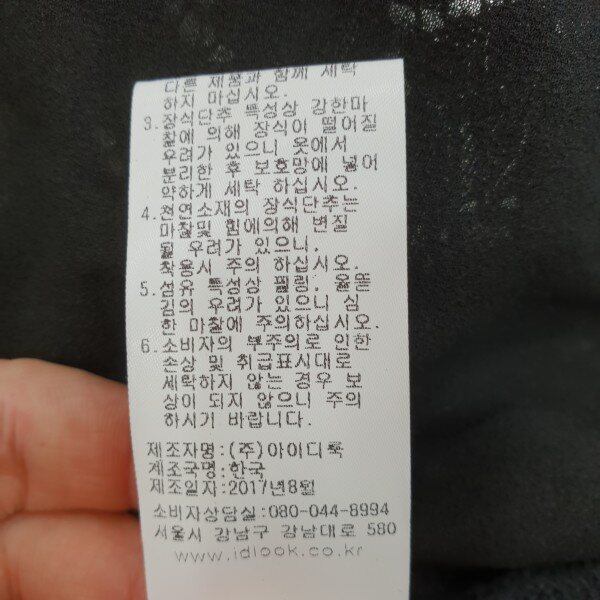 다른 제품과 함께 세탁
하지 마십시오.
3. 장식단추 특성상 강한마
찰에 의해 장식이 떨어질
우려가 있으니 옷에서
분리한 후 보호망에 넣어
약하게 세탁 하십시오.
4. 천연소재의 장식단추는
마찰및 힘에의해 변질
될 우려가 있으니,
착용시 주의 하십시오.
5. 섬유 특성상 필링, 올뜯
김의 우려가 있으니 심
한 마찰에 주의하십시오.
6. 소비자의 부주의로 인한
손상 및 취급표시대로
세탁하지 않는 경우 보
상이 되지 않으니 주의
하시기 바랍니다.
제조자명:(주)아이디룩
제조국명:한국
제조일자:2017년8월
소비자상담실:080-044-8994
서울시 강남구 강남대로 580
www.idlook.co.kr